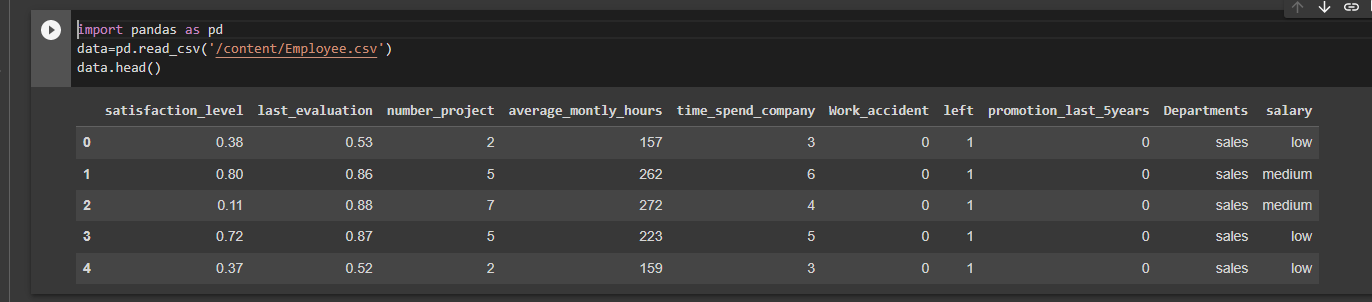 import pandas as pd
data=pd.read_csv('/content/Employee.csv')
data.head()
satisfaction_level last_evaluation number_project average_montly_hours time_spend_company Work_accident left promotion_last_5years Departments salary
0 0.38 0.53 2 157 3 0 1 0 sales low
1 0.80 0.86 5 262 6 0 1 0 sales medium
2 0.11 0.88 7 272 4 0 1 0 sales medium
3 0.72 0.87 5 223 5 0 1 0 sales low
4 0.37 0.52 2 159 3 0 1 0 sales low